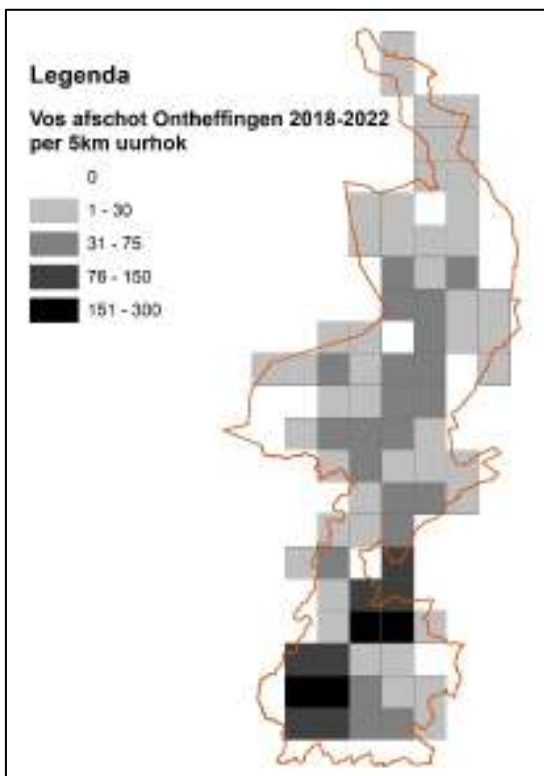 Legenda
Vos afschot Ontheffingen 2018-2022
per 5km uurhok
0
1 - 30
31 - 75
76 - 150
151 - 300